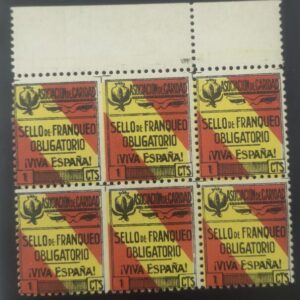 ASOCIACION DE CARIDAD ASOCIACION DE CARIDAD ASOCIACION DE CARIDAD
SELLO DE FRANQUEO SELLO DE FRANQUEO SELLO DE FRANQUEO
OBLIGATORIO OBLIGATORIO OBLIGATORIO
¡VIVA ESPAÑA! ¡VIVA ESPAÑA! ¡VIVA ESPAÑA!
1 CTS 1 CTS 1 CTS
ASOCIACION DE CARIDAD ASOCIACION DE CARIDAD ASOCIACION DE CARIDAD
SELLO DE FRANQUEO SELLO DE FRANQUEO SELLO DE FRANQUEO
OBLIGATORIO OBLIGATORIO OBLIGATORIO
¡VIVA ESPAÑA! ¡VIVA ESPAÑA! ¡VIVA ESPAÑA!
1 CTS 1 CTS 1 CTS